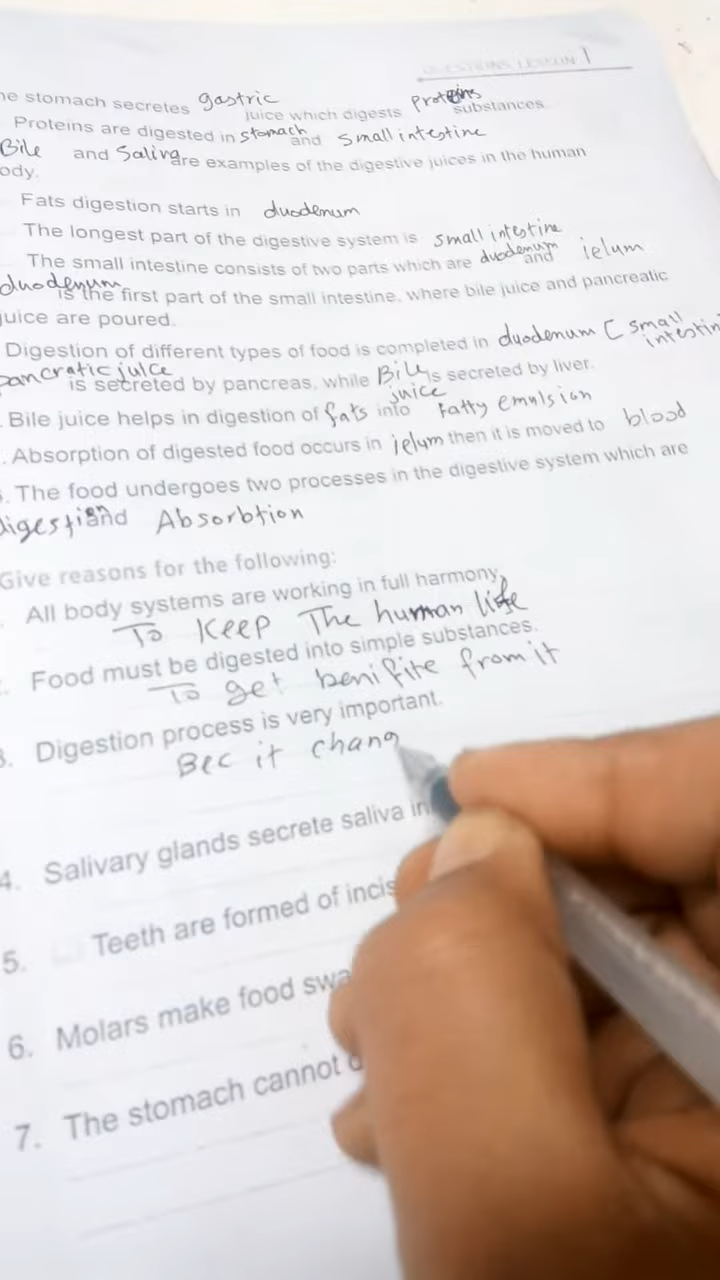 QUESTIONS LESSON 1
he stomach secretes gastric juice which digests proteins substances.
Proteins are digested in stomach and small intestine
Bile and Saliva are examples of the digestive juices in the human
ody.
Fats digestion starts in duodenum
The longest part of the digestive system is small intestine
The small intestine consists of two parts which are duodenum and ielum
duodenum is the first part of the small intestine, where bile juice and pancreatic
juice are poured.
Digestion of different types of food is completed in duodenum [small intestin
pancratic juice is secreted by pancreas, while Bile juice is secreted by liver.
. Bile juice helps in digestion of fats into Fatty emulsion
. Absorption of digested food occurs in ielum then it is moved to blood
. The food undergoes two processes in the digestive system which are
digestion and Absorbtion
Give reasons for the following:
. All body systems are working in full harmony.
To Keep The human life
. Food must be digested into simple substances.
To get benifite from it
3. Digestion process is very important.
Bec it chang
4. Salivary glands secrete saliva in
5. Teeth are formed of incis
6. Molars make food swa
7. The stomach cannot d